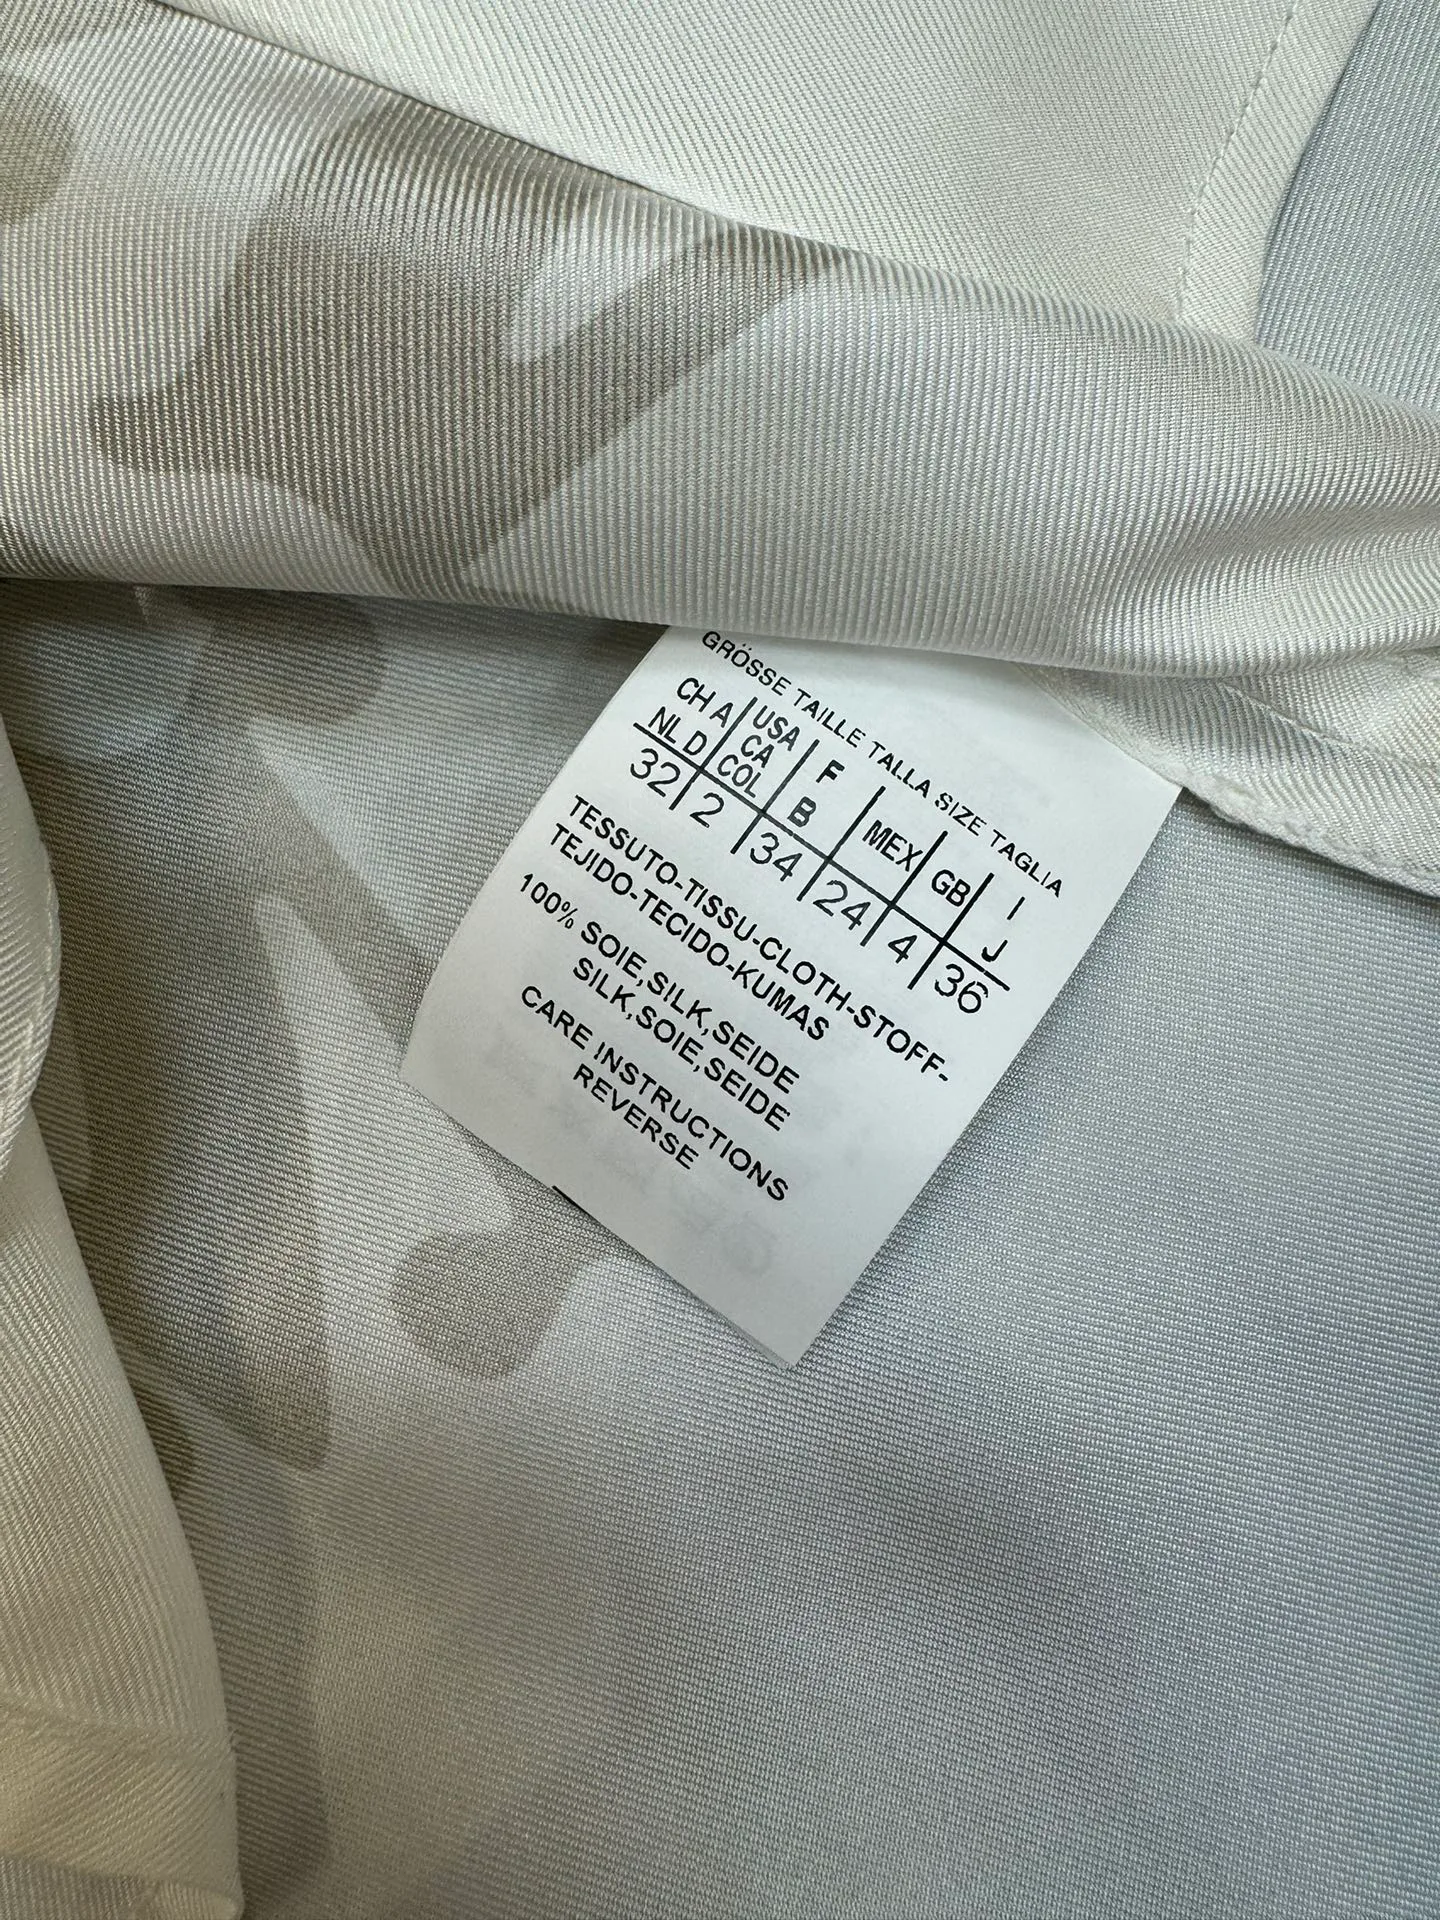 GRÖSSE TAILLE TALLA SIZE TAGLIA
CH A USA F MEX GB I
NL D CA B J
COL
32 2 34 24 4 36
TESSUTO-TISSU-CLOTH-STOFF-
TEJIDO-TECIDO-KUMAS
100% SOIE,SILK,SEIDE
SILK,SOIE,SEIDE
CARE INSTRUCTIONS
REVERSE